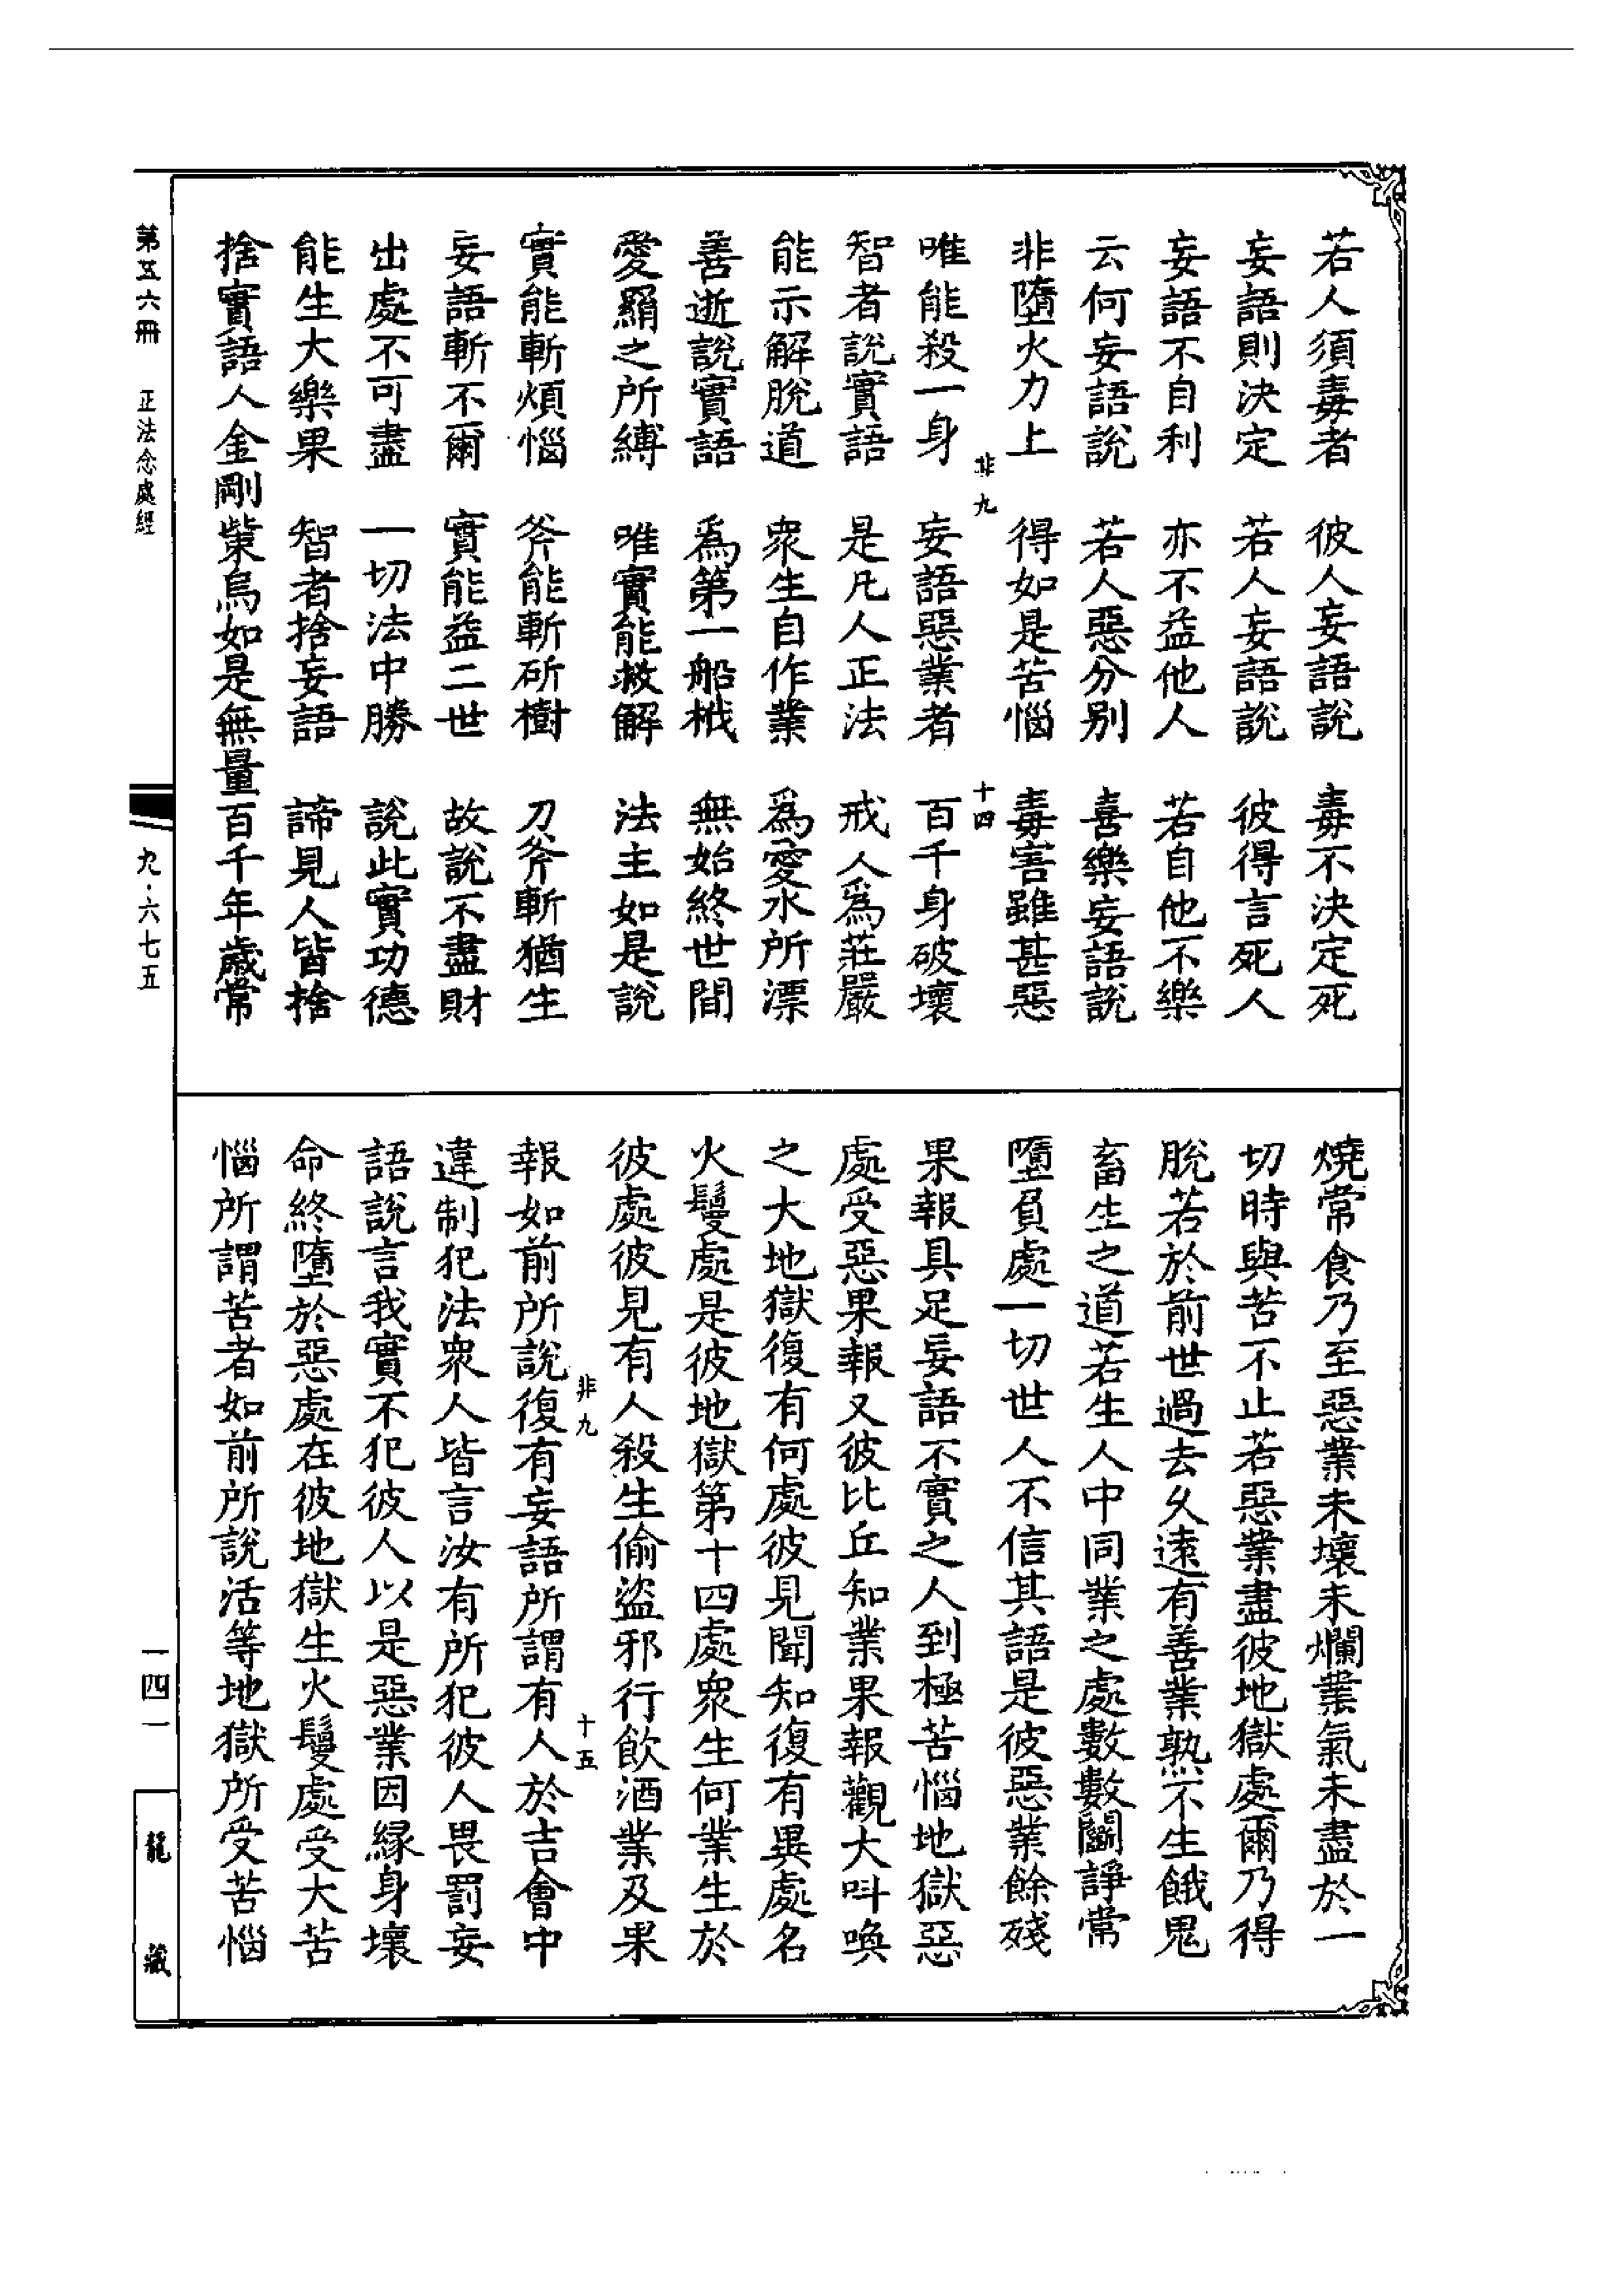 若人須毒者　彼人妄語說　毒不決定死
妄語則決定　若人妄語說　彼得言死人
妄語不自利　亦不益他人　若自他不樂
云何妄語說　若人惡分別　喜樂妄語說
非墮火力上　得如是苦惱　毒害雖甚惡
唯能殺一身　妄語惡業者　百千身破壞
非九　十四
智者說實語　是凡人正法　戒人為莊嚴
能示解脫道　衆生自作業　為愛水所漂
善逝說實語　為第一船栰　無始終世間
愛羂之所縛　唯實能救解　法主如是說
實能斬煩惱　斧能斬斫樹　刀斧斬猶生
妄語斬不爾　實能益二世　故說不盡財
出處不可盡　一切法中勝　說此實功德
能生大樂果　智者捨妄語　諦見人皆捨
捨實語人金剛𭪿烏如是無量百千年歲常
燒常食乃至惡業未壞未爛業氣未盡於一
切時與苦不止若惡業盡彼地獄處爾乃得
脫若於前世過去久遠有善業熟不生餓鬼
畜生之道若生人中同業之處數數鬭諍常
墮負處一切世人不信其語是彼惡業餘殘
果報具足妄語不實之人到極苦惱地獄惡
處受惡果報又彼比丘知業果報觀大呌喚
之大地獄復有何處彼見聞知復有異處名
火鬘處是彼地獄第十四處衆生何業生於
彼處彼見有人殺生偷盜邪行飲酒業及果
非九　十五
報如前所說復有妄語所謂有人於吉會中
違制犯法衆人皆言汝有所犯彼人畏罰妄
語說言我實不犯彼人以是惡業因緣身壞
命終墮於惡處在彼地獄生火鬘處受大苦
惱所謂苦者如前所說活等地獄所受苦惱
第五六冊　正法念處經
九·六七五
一四一
龍藏